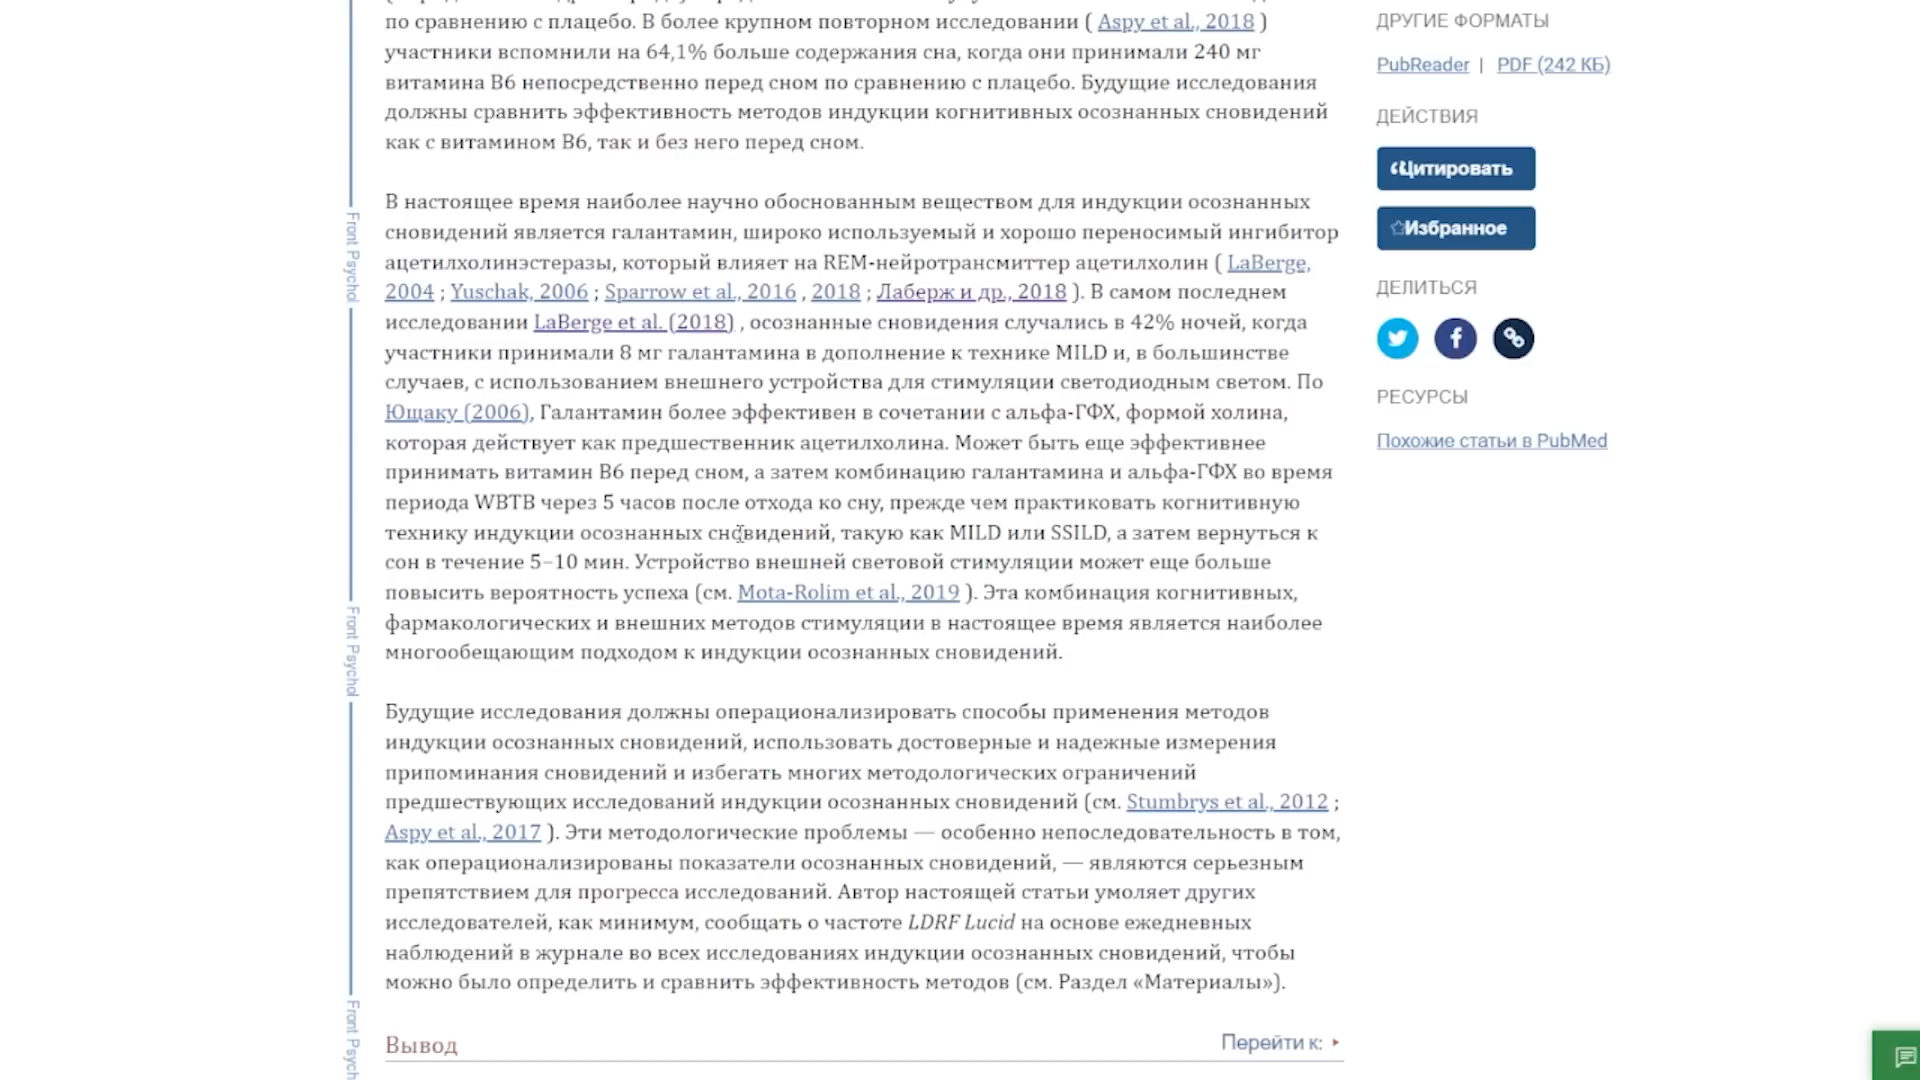 по сравнению с плацебо. В более крупном повторном исследовании ( Aspy et al., 2018 )
участники вспомнили на 64,1% больше содержания сна, когда они принимали 240 мг
витамина B6 непосредственно перед сном по сравнению с плацебо. Будущие исследования
должны сравнить эффективность методов индукции когнитивных осознанных сновидений
как с витамином B6, так и без него перед сном.
В настоящее время наиболее научно обоснованным веществом для индукции осознанных
сновидений является галантамин, широко используемый и хорошо переносимый ингибитор
ацетилхолинэстеразы, который влияет на REM-нейротрансмиттер ацетилхолин ( LaBerge,
2004 ; Yuschak, 2006 ; Sparrow et al., 2016 , 2018 ; Лаберж и др., 2018 ). В самом последнем
исследовании LaBerge et al. (2018) , осознанные сновидения случались в 42% ночей, когда
участники принимали 8 мг галантамина в дополнение к технике MILD и, в большинстве
случаев, с использованием внешнего устройства для стимуляции светодиодным светом. По
Ющаку (2006), Галантамин более эффективен в сочетании с альфа-ГФХ, формой холина,
которая действует как предшественник ацетилхолина. Может быть еще эффективнее
принимать витамин B6 перед сном, а затем комбинацию галантамина и альфа-ГФХ во время
периода WBTB через 5 часов после отхода ко сну, прежде чем практиковать когнитивную
технику индукции осознанных сновидений, такую как MILD или SSILD, а затем вернуться к
сон в течение 5–10 мин. Устройство внешней световой стимуляции может еще больше
повысить вероятность успеха (см. Mota-Rolim et al., 2019 ). Эта комбинация когнитивных,
фармакологических и внешних методов стимуляции в настоящее время является наиболее
многообещающим подходом к индукции осознанных сновидений.
Будущие исследования должны операционализировать способы применения методов
индукции осознанных сновидений, использовать достоверные и надежные измерения
припоминания сновидений и избегать многих методологических ограничений
предшествующих исследований индукции осознанных сновидений (см. Stumbrys et al., 2012 ;
Aspy et al., 2017 ). Эти методологические проблемы — особенно непоследовательность в том,
как операционализированы показатели осознанных сновидений, — являются серьезным
препятствием для прогресса исследований. Автор настоящей статьи умоляет других
исследователей, как минимум, сообщать о частоте LDRF Lucid на основе ежедневных
наблюдений в журнале во всех исследованиях индукции осознанных сновидений, чтобы
можно было определить и сравнить эффективность методов (см. Раздел «Материалы»).
Вывод
Перейти к:
ДРУГИЕ ФОРМАТЫ
PubReader | PDF (242 КБ)
ДЕЙСТВИЯ
Цитировать
Избранное
ДЕЛИТЬСЯ
РЕСУРСЫ
Похожие статьи в PubMed
Front Psychol
Front Psychol
Front Psych